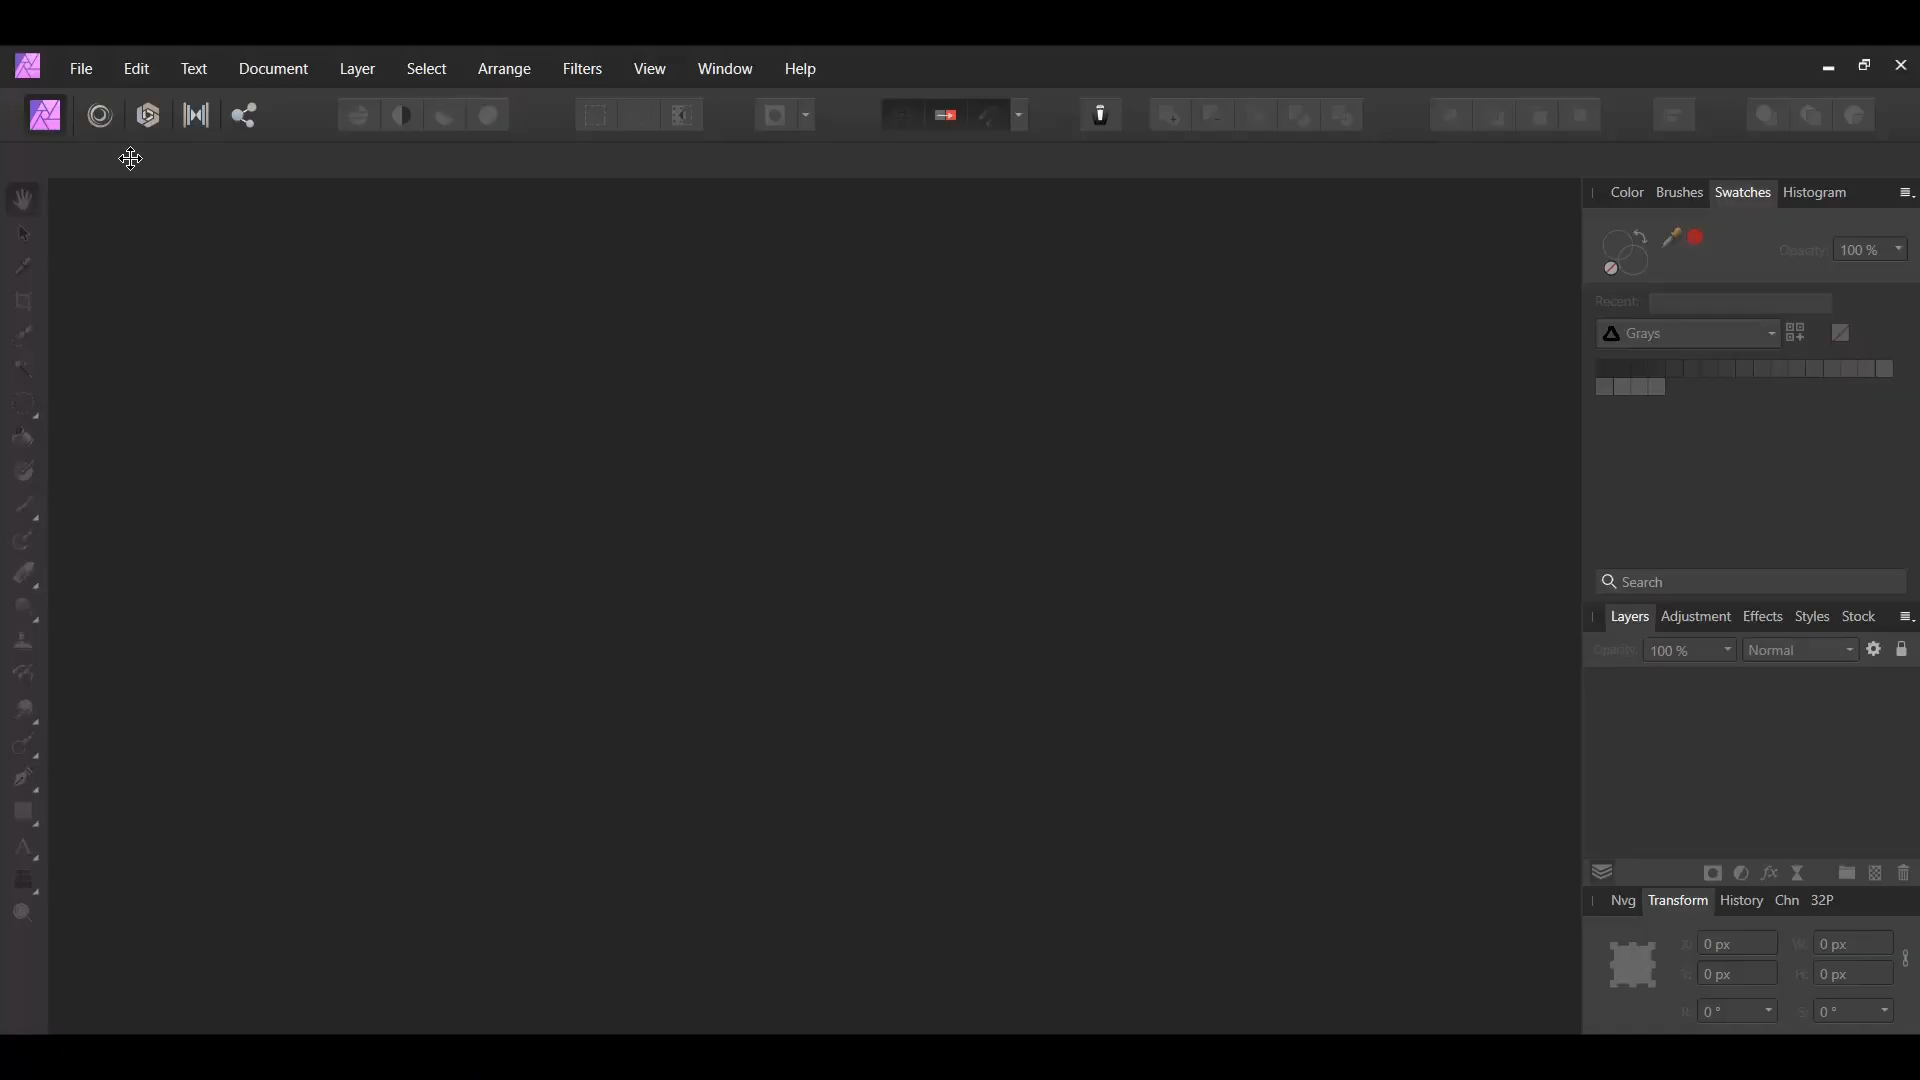 File Edit Text Document Layer Select Arrange Filters View Window Help
Color Brushes Swatches Histogram
Opacity: 100 %
Recent:
Grays
Search
Layers Adjustment Effects Styles Stock
Opacity: 100 % Normal
Nvg Transform History Chn 32P
X: 0 px W: 0 px
Y: 0 px H: 0 px
R: 0 ° S: 0 °